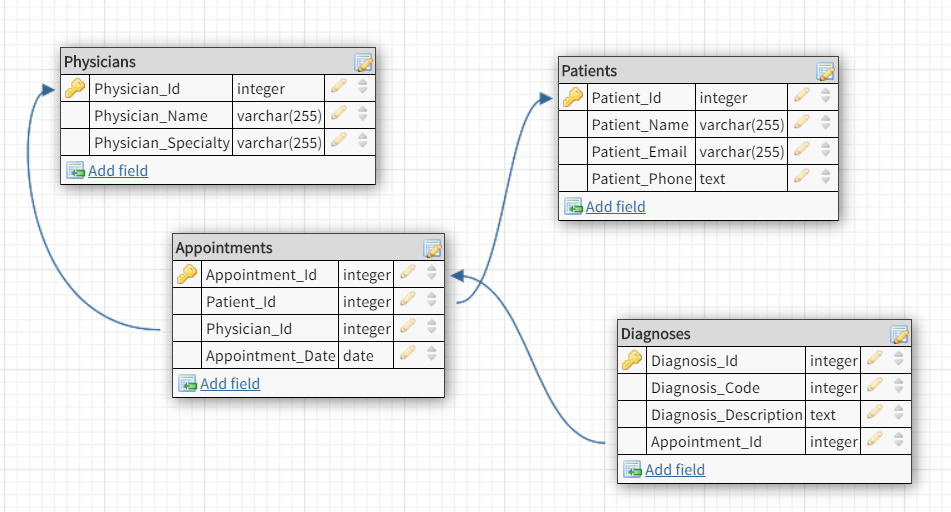 Physicians
Physician_Id integer
Physician_Name varchar(255)
Physician_Specialty varchar(255)
Add field
Patients
Patient_Id integer
Patient_Name varchar(255)
Patient_Email varchar(255)
Patient_Phone text
Add field
Appointments
Appointment_Id integer
Patient_Id integer
Physician_Id integer
Appointment_Date date
Add field
Diagnoses
Diagnosis_Id integer
Diagnosis_Code integer
Diagnosis_Description text
Appointment_Id integer
Add field